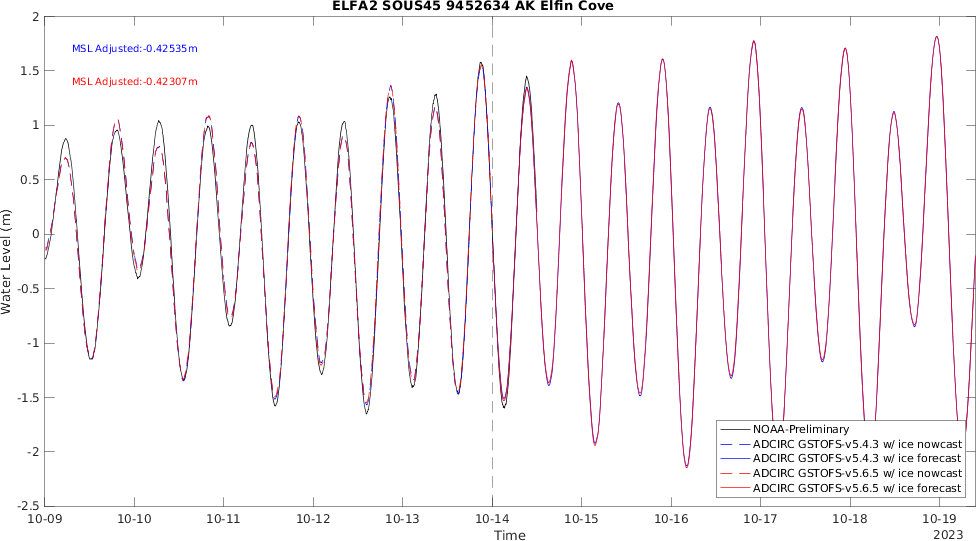 ELFA2 SOUS45 9452634 AK Elfin Cove
MSL Adjusted:-0.42535m
MSL Adjusted:-0.42307m
Water Level (m)
2
1.5
1
0.5
0
-0.5
-1
-1.5
-2
-2.5
NOAA-Preliminary
ADCIRC GSTOFS-v5.4.3 w/ ice nowcast
ADCIRC GSTOFS-v5.4.3 w/ ice forecast
ADCIRC GSTOFS-v5.6.5 w/ ice nowcast
ADCIRC GSTOFS-v5.6.5 w/ ice forecast
10-09 10-10 10-11 10-12 10-13 10-14 10-15 10-16 10-17 10-18 10-19
Time
2023